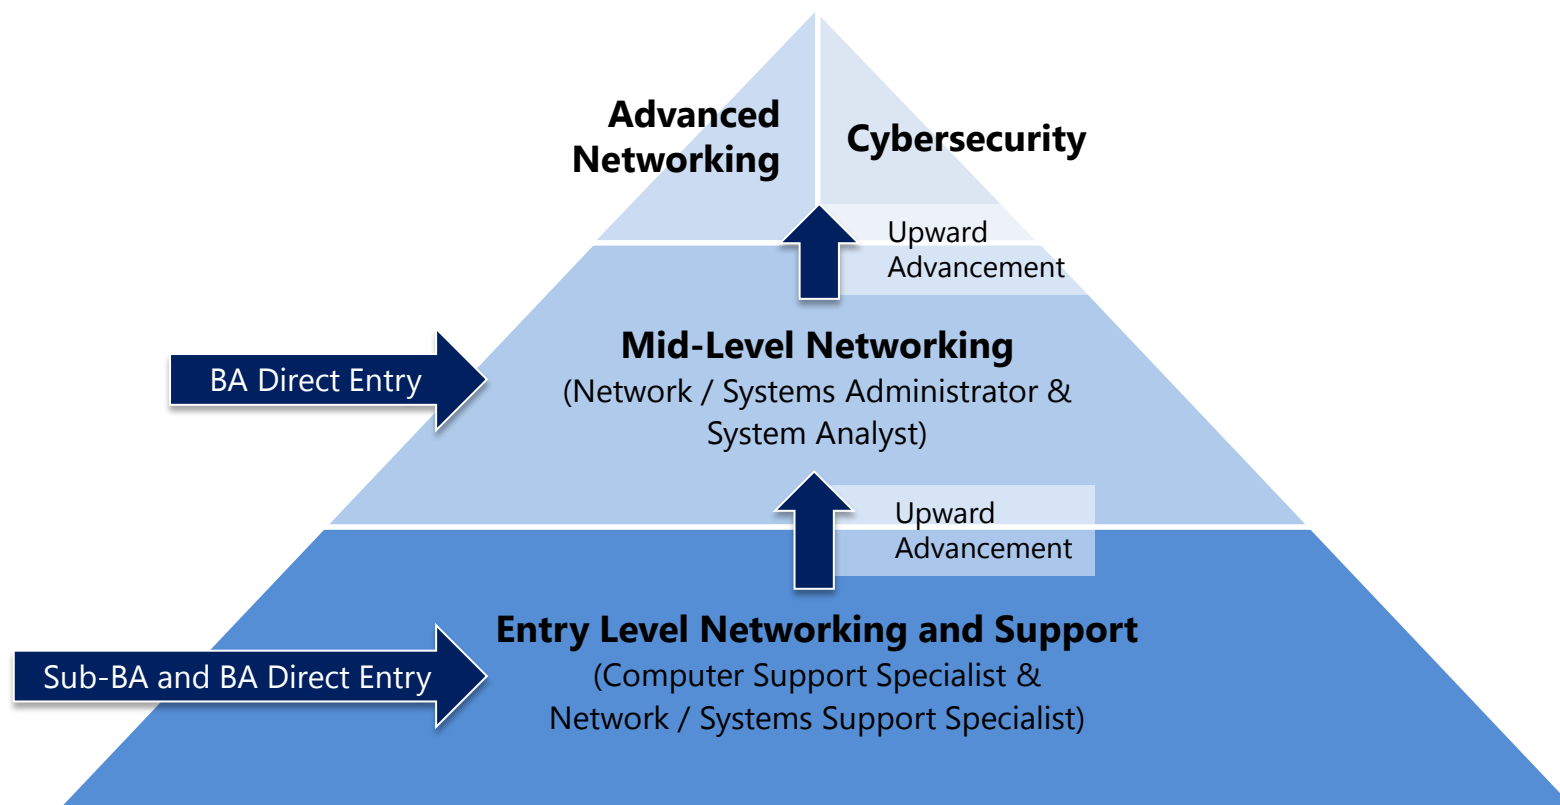 Advanced
Networking
Cybersecurity
Upward
Advancement
BA Direct Entry
Mid-Level Networking
(Network / Systems Administrator &
System Analyst)
Upward
Advancement
Sub-BA and BA Direct Entry
Entry Level Networking and Support
(Computer Support Specialist &
Network / Systems Support Specialist)